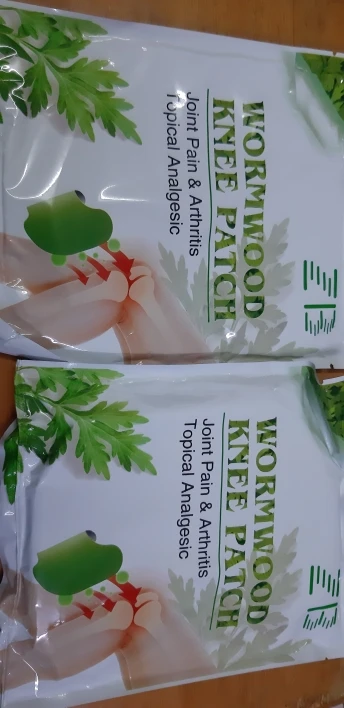 WORMWOOD
KNEE PATCH
Joint Pain & Arthritis
Topical Analgesic
WORMWOOD
KNEE PATCH
Joint Pain & Arthritis
Topical Analgesic